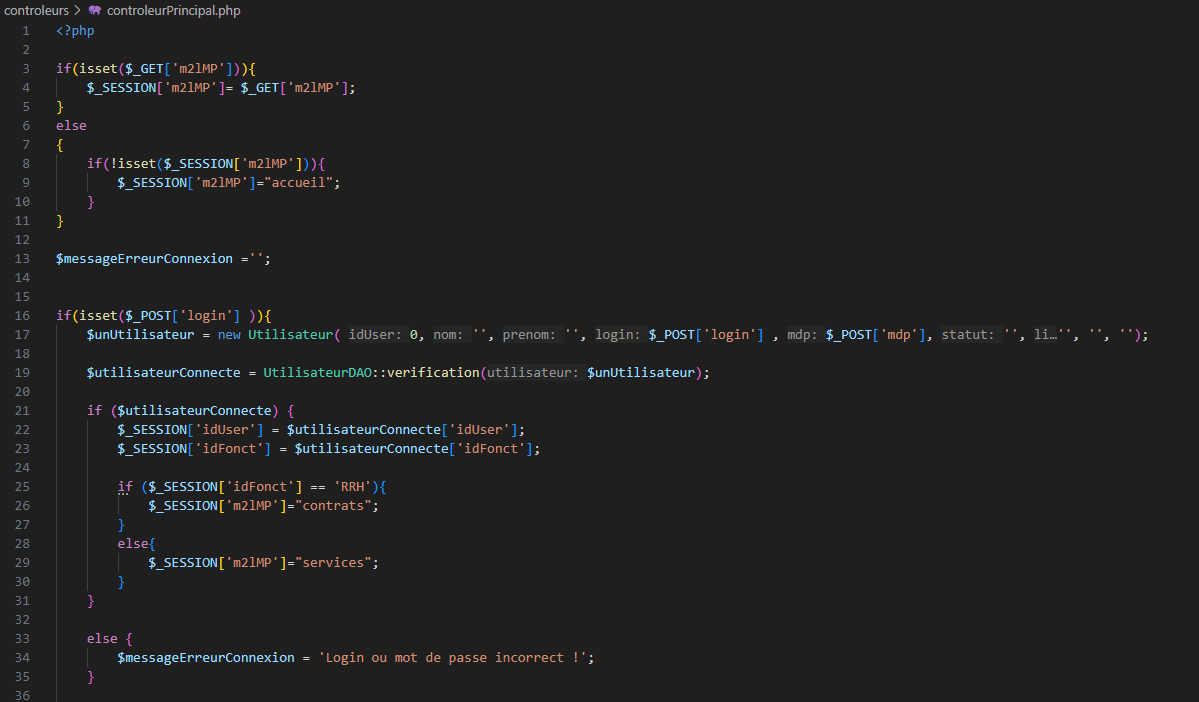 controleurs > controleurPrincipal.php
1 <?php
2
3 if(isset($_GET['m2lMP'])){
4 $_SESSION['m2lMP']= $_GET['m2lMP'];
5 }
6 else
7 {
8 if(!isset($_SESSION['m2lMP'])){
9 $_SESSION['m2lMP']="accueil";
10 }
11 }
12
13 $messageErreurConnexion ='';
14
15
16 if(isset($_POST['login'] )){
17 $unUtilisateur = new Utilisateur( idUser: 0, nom: '', prenom: '', login: $_POST['login'] , mdp: $_POST['mdp'], statut: '', li…'', '', '');
18
19 $utilisateurConnecte = UtilisateurDAO::verification(utilisateur: $unUtilisateur);
20
21 if ($utilisateurConnecte) {
22 $_SESSION['idUser'] = $utilisateurConnecte['idUser'];
23 $_SESSION['idFonct'] = $utilisateurConnecte['idFonct'];
24
25 if ($_SESSION['idFonct'] == 'RRH'){
26 $_SESSION['m2lMP']="contrats";
27 }
28 else{
29 $_SESSION['m2lMP']="services";
30 }
31 }
32
33 else {
34 $messageErreurConnexion = 'Login ou mot de passe incorrect !';
35 }
36